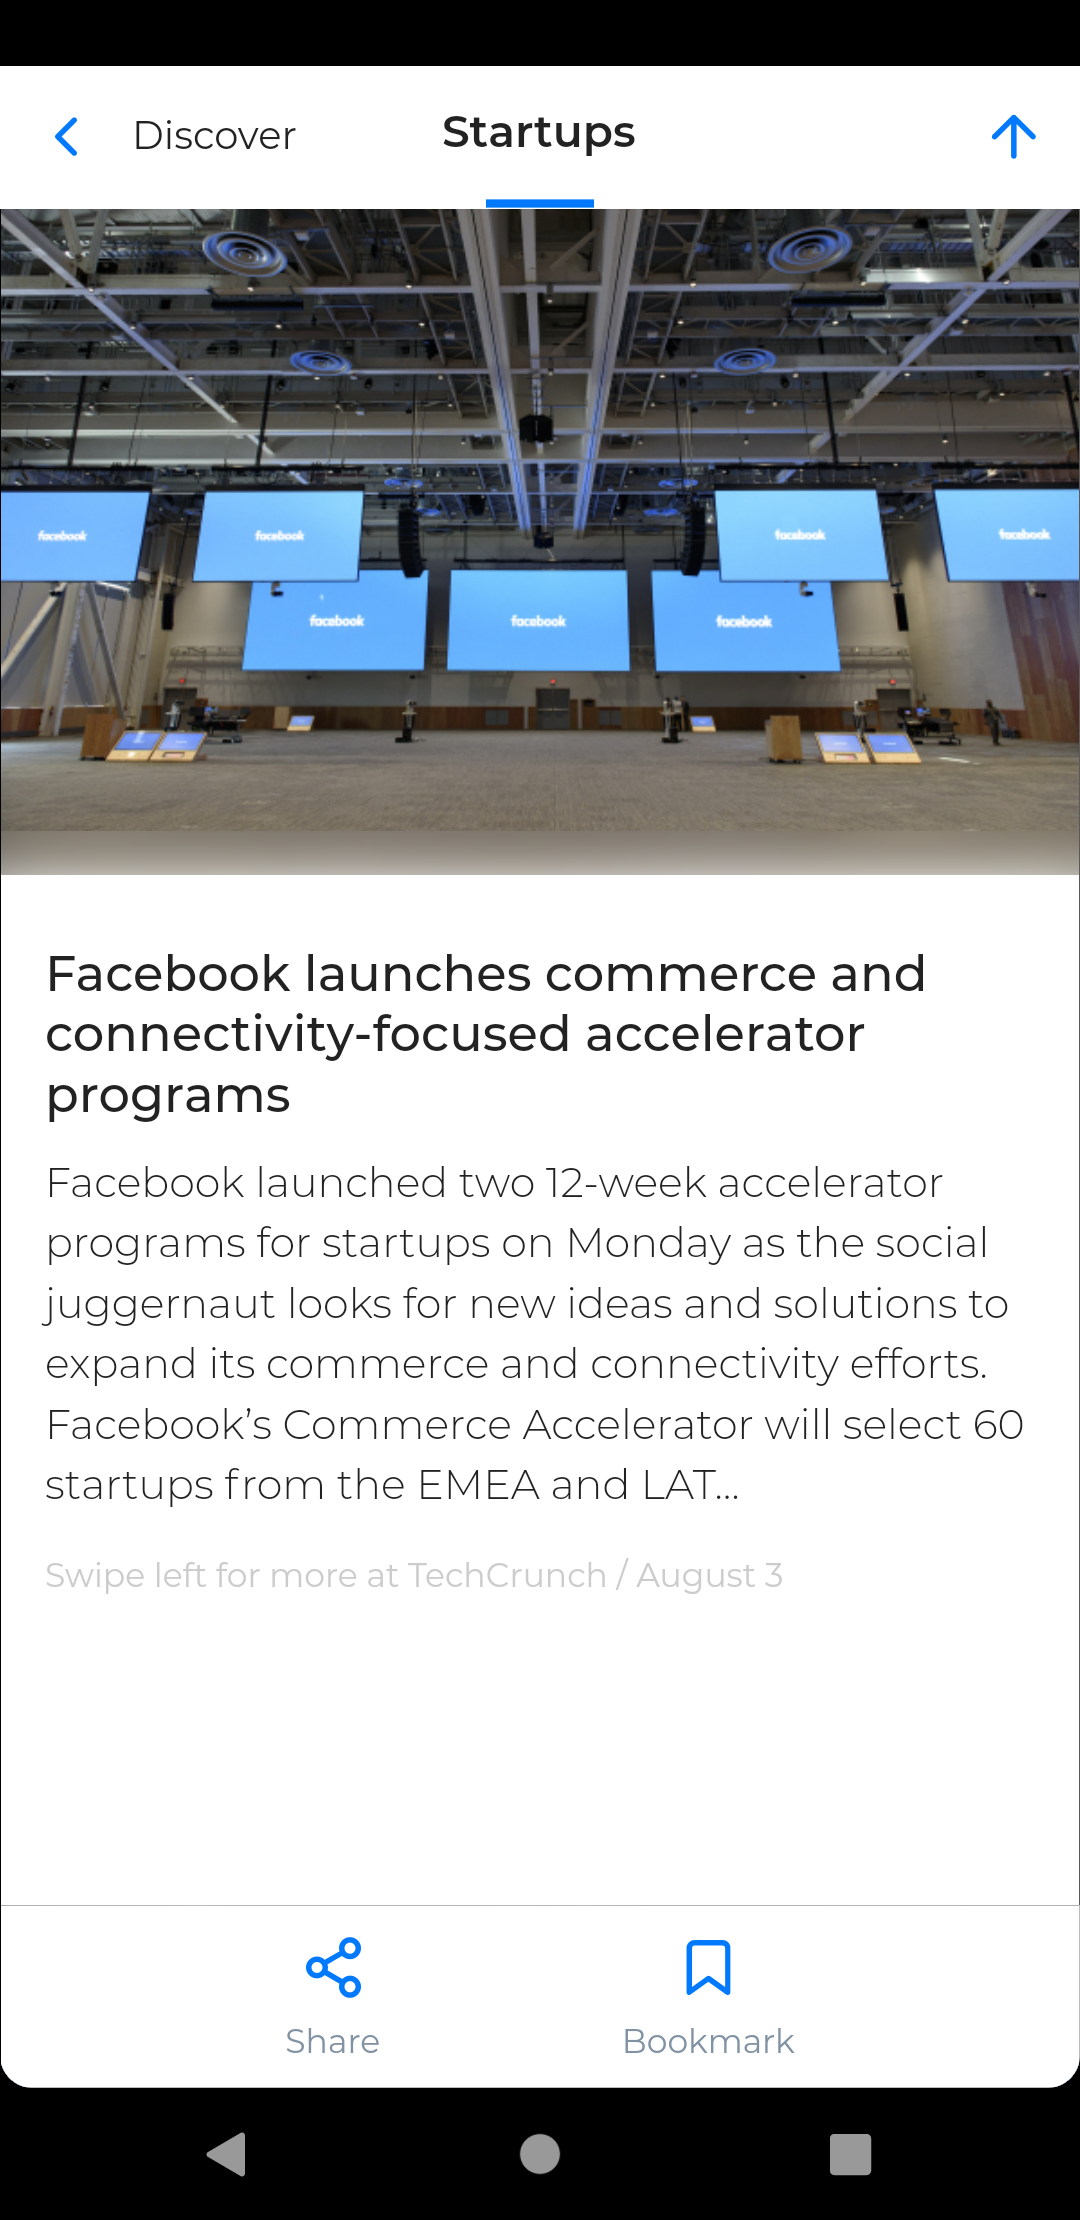 Discover
Startups
facebook
facebook
facebook
facebook
facebook
facebook
facebook
Facebook launches commerce and
connectivity-focused accelerator
programs
Facebook launched two 12-week accelerator
programs for startups on Monday as the social
juggernaut looks for new ideas and solutions to
expand its commerce and connectivity efforts.
Facebook’s Commerce Accelerator will select 60
startups from the EMEA and LAT...
Swipe left for more at TechCrunch / August 3
Share
Bookmark